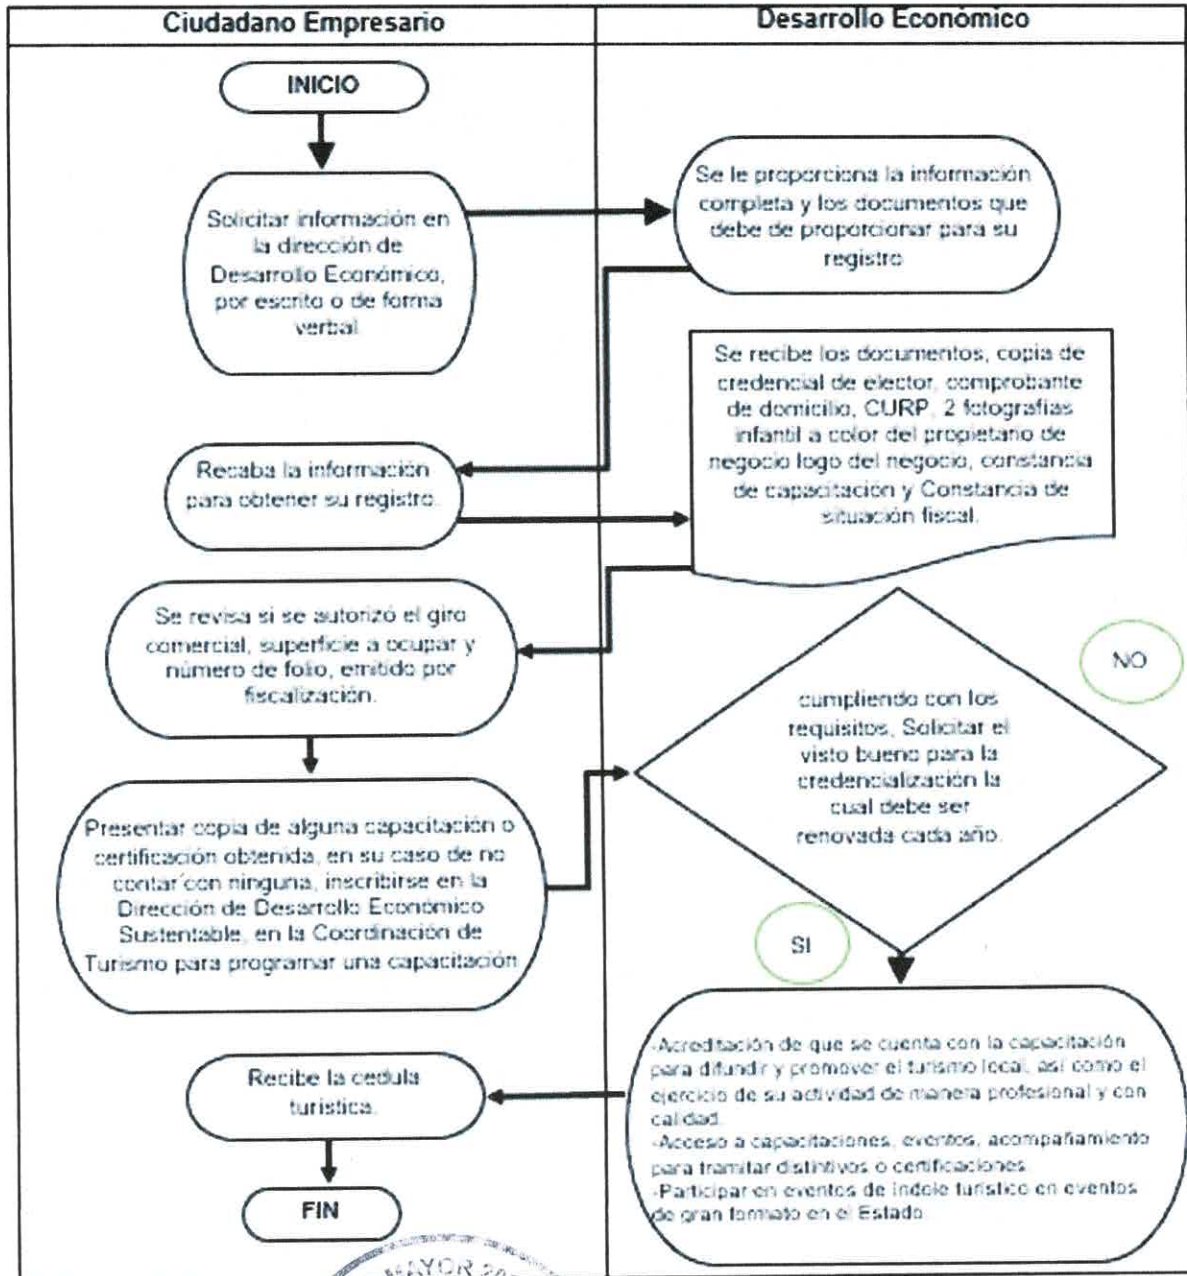 Ciudadano Empresario
Desarrollo Económico
INICIO
Solicitar información en
la dirección de
Desarrollo Económico,
por escrito o de forma
verbal
Se le proporciona la información
completa y los documentos que
debe de proporcionar para su
registro
Recaba la información
para obtener su registro.
Se recibe los documentos, copia de
credencial de elector, comprobante
de domicilio, CURP, 2 fotografías
infantil a color del propietario de
negocio logo del negocio, constancia
de capacitación y Constancia de
situación fiscal.
Se revisa si se autorizó el giro
comercial, superficie a ocupar y
número de folio, emitido por
fiscalización.
Presentar copia de alguna capacitación o
certificación obtenida, en su caso de no
contar con ninguna, inscribirse en la
Dirección de Desarrollo Económico
Sustentable, en la Coordinación de
Turismo para programar una capacitación
cumpliendo con los
requisitos, Solicitar el
visto bueno para la
credencialización la
cual debe ser
renovada cada año.
NO
SI
-Acreditación de que se cuenta con la capacitación
para difundir y promover el turismo local, así como el
ejercicio de su actividad de manera profesional y con
calidad.
-Acceso a capacitaciones, eventos, acompañamiento
para tramitar distintivos o certificaciones
-Participar en eventos de índole turístico en eventos
de gran formato en el Estado
Recibe la cedula
turística.
FIN
MAYOR